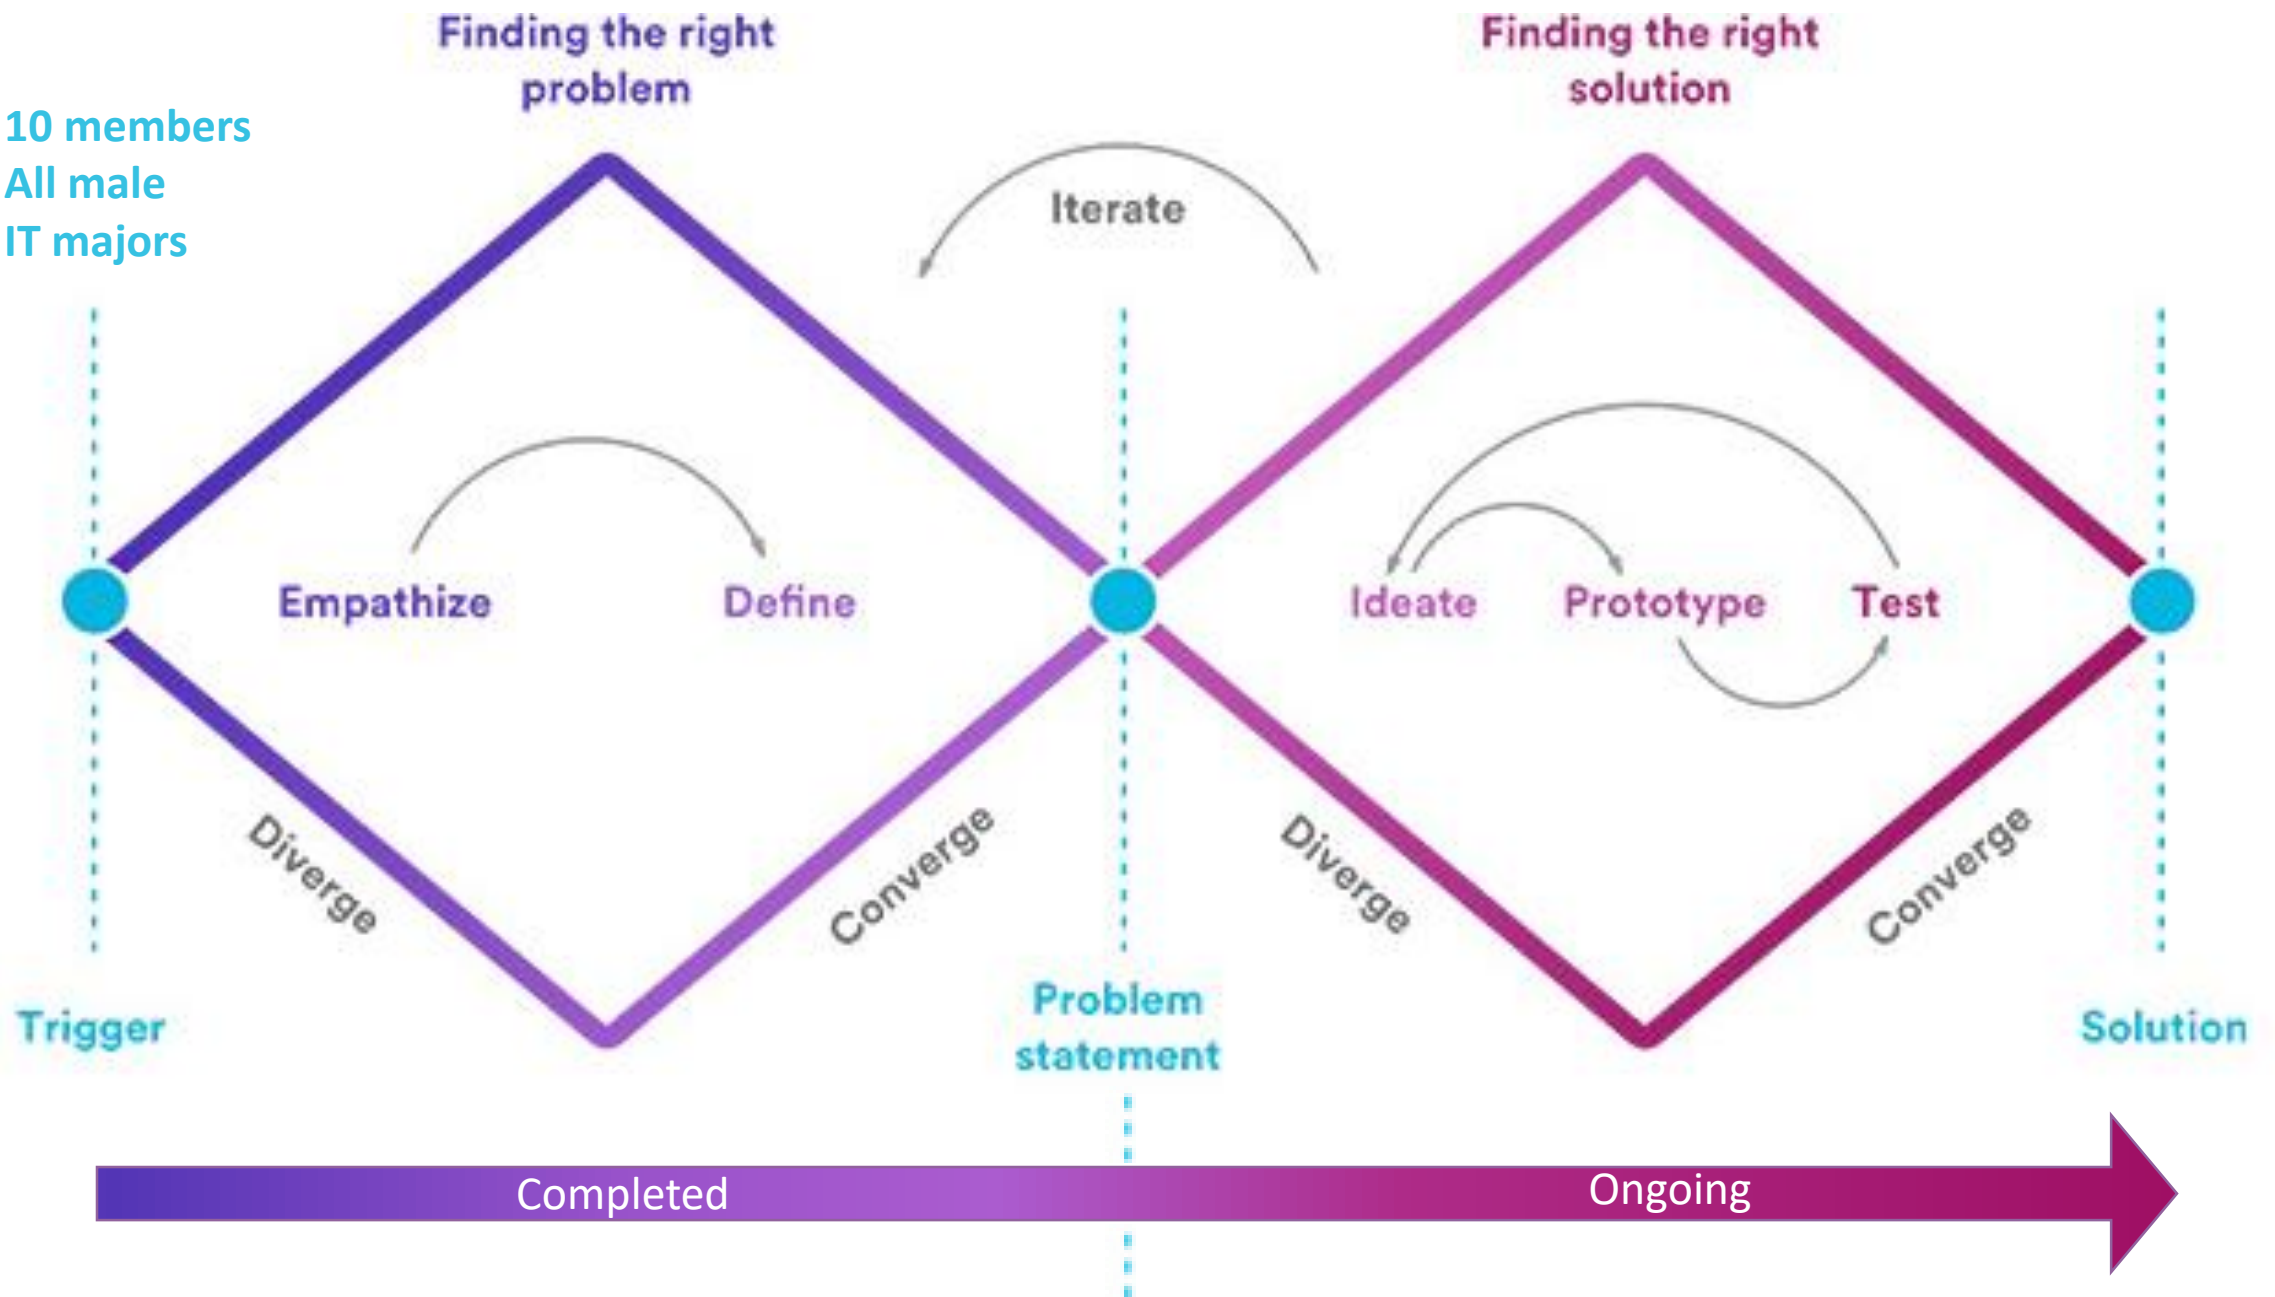 Finding the right
problem
Finding the right
solution
10 members
All male
IT majors
Iterate
Empathize
Define
Ideate
Prototype
Test
Diverge
Converge
Diverge
Converge
Trigger
Problem
statement
Solution
Completed
Ongoing